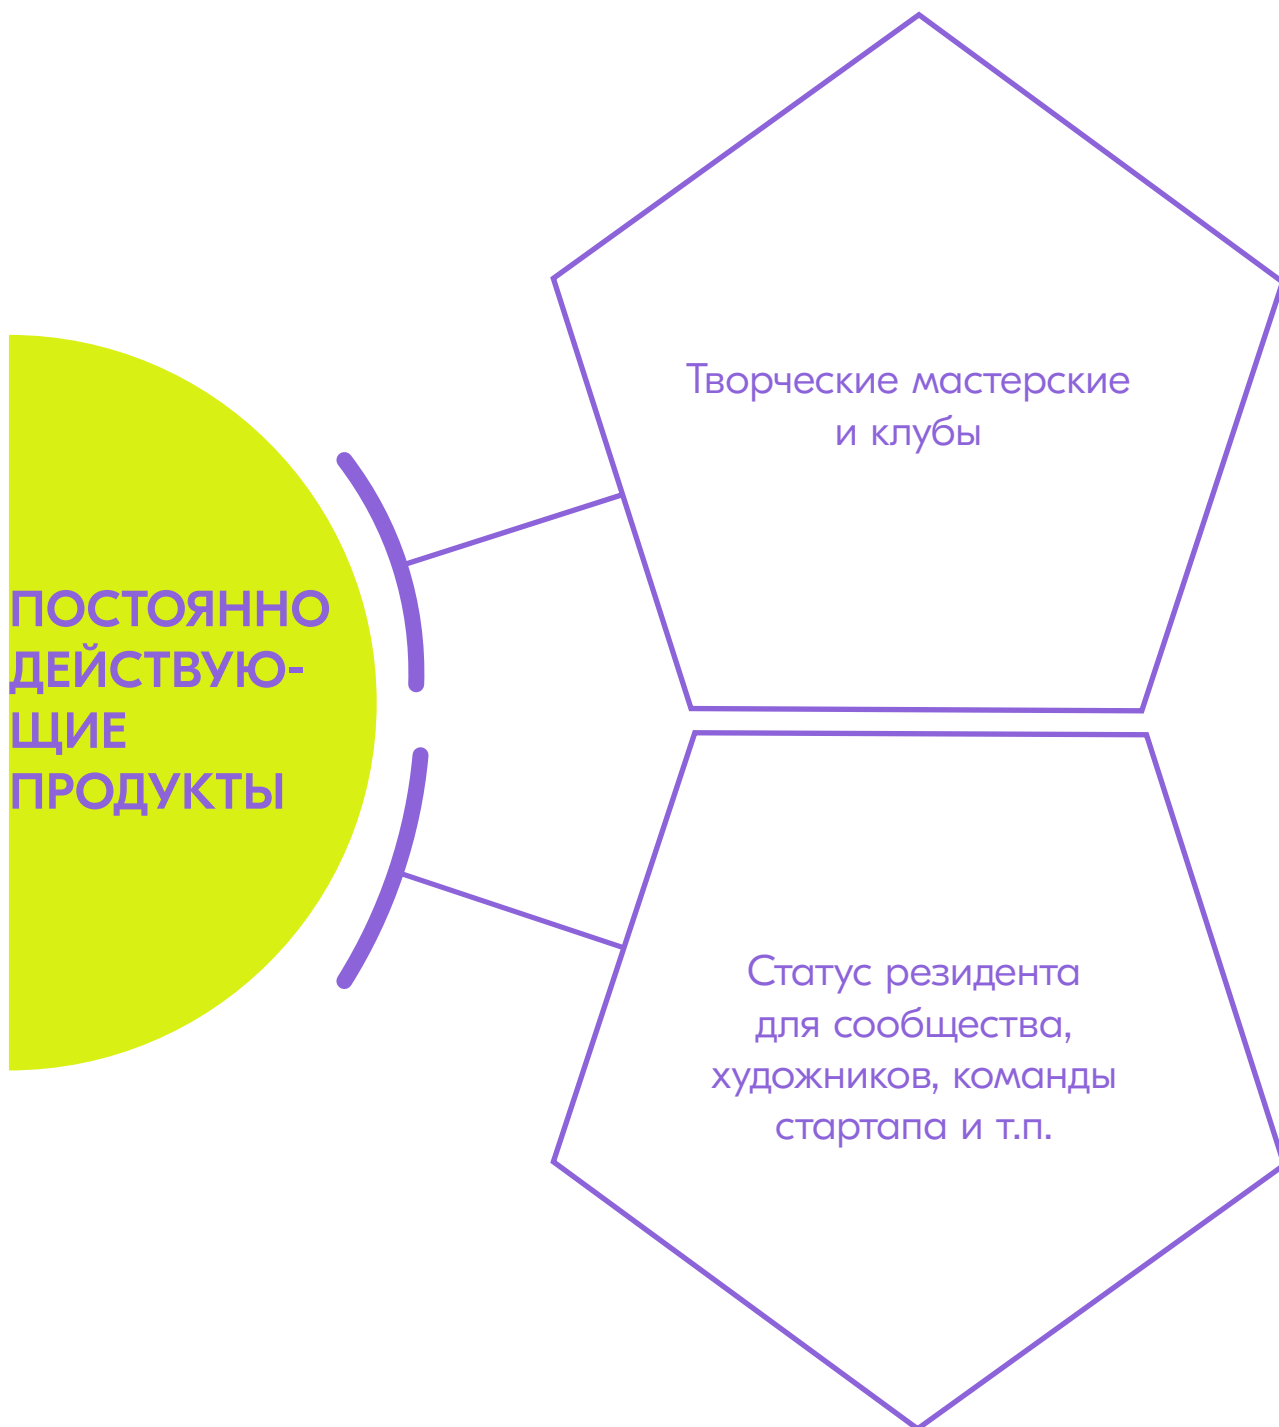 ПОСТОЯННО
ДЕЙСТВУЮ-
ЩИЕ
ПРОДУКТЫ
Творческие мастерские
и клубы
Статус резидента
для сообщества,
художников, команды
стартапа и т.п.